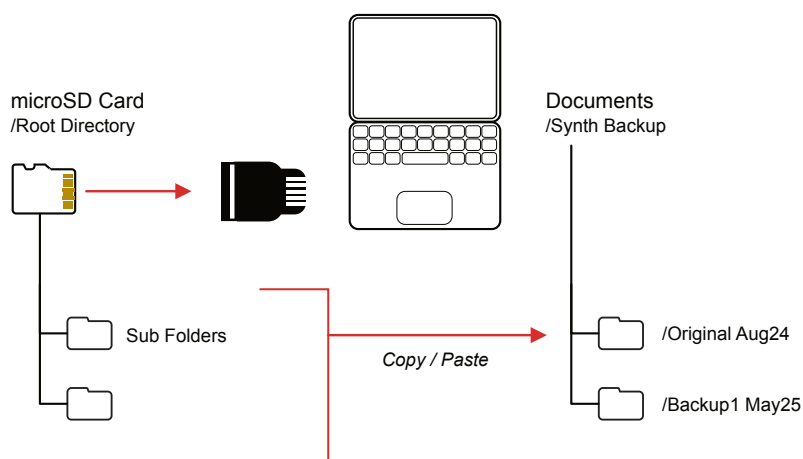 microSD Card
/Root Directory
Documents
/Synth Backup
Sub Folders
Copy / Paste
/Original Aug24
/Backup1 May25